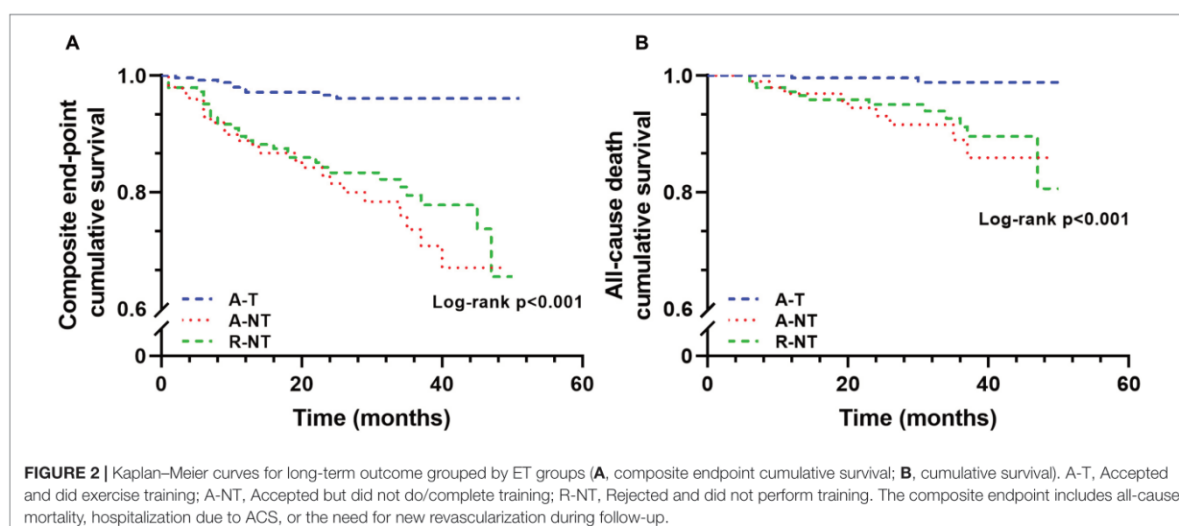 A
Composite end-point
cumulative survival
1.0
0.8
0.6
0
A-T
A-NT
R-NT
Log-rank p<0.001
0
20
40
60
Time (months)
B
All-cause death
cumulative survival
1.0
0.8
0.6
0
A-T
A-NT
R-NT
Log-rank p<0.001
0
20
40
60
Time (months)
FIGURE 2 | Kaplan–Meier curves for long-term outcome grouped by ET groups (A, composite endpoint cumulative survival; B, cumulative survival). A-T, Accepted
and did exercise training; A-NT, Accepted but did not do/complete training; R-NT, Rejected and did not perform training. The composite endpoint includes all-cause
mortality, hospitalization due to ACS, or the need for new revascularization during follow-up.